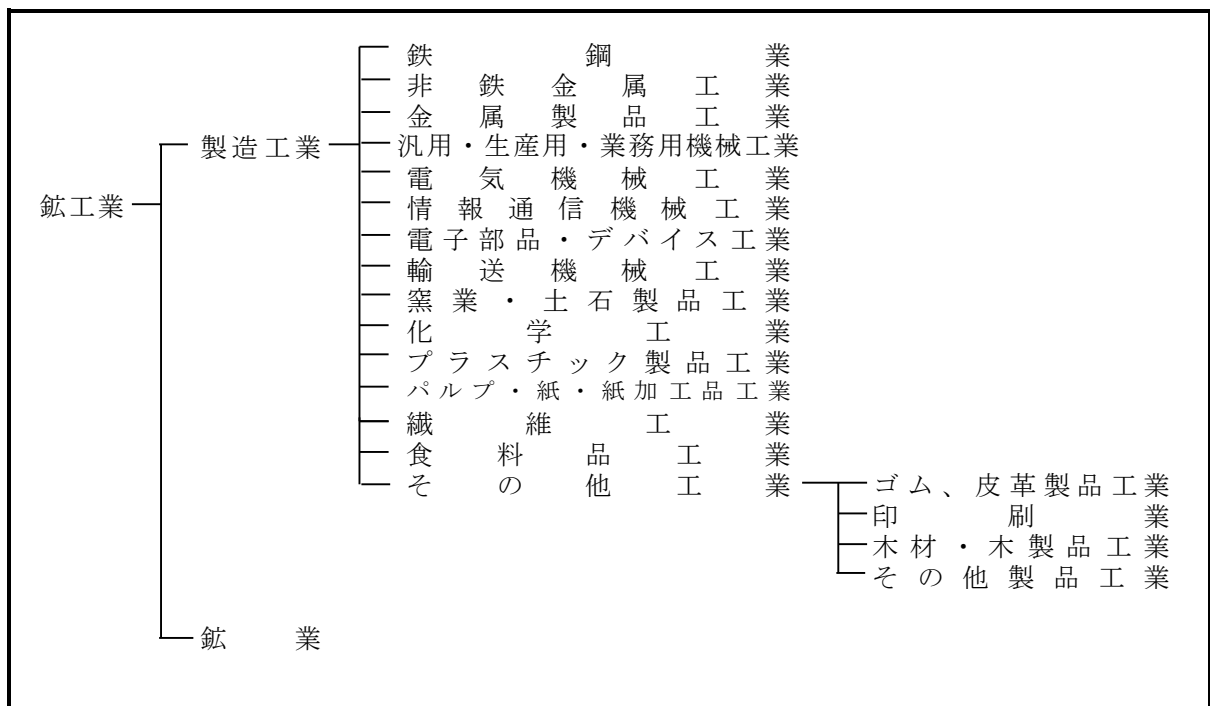 鉄鋼業
非鉄金属工業
金属製品工業
製造工業
汎用・生産用・業務用機械工業
電気機械工業
鉱工業
情報通信機械工業
電子部品・デバイス工業
輸送機械工業
窯業・土石製品工業
化学工業
プラスチック製品工業
パルプ・紙・紙加工品工業
繊維工業
食料品工業
その他工業
ゴム、皮革製品工業
印刷業
木材・木製品工業
その他製品工業
鉱業